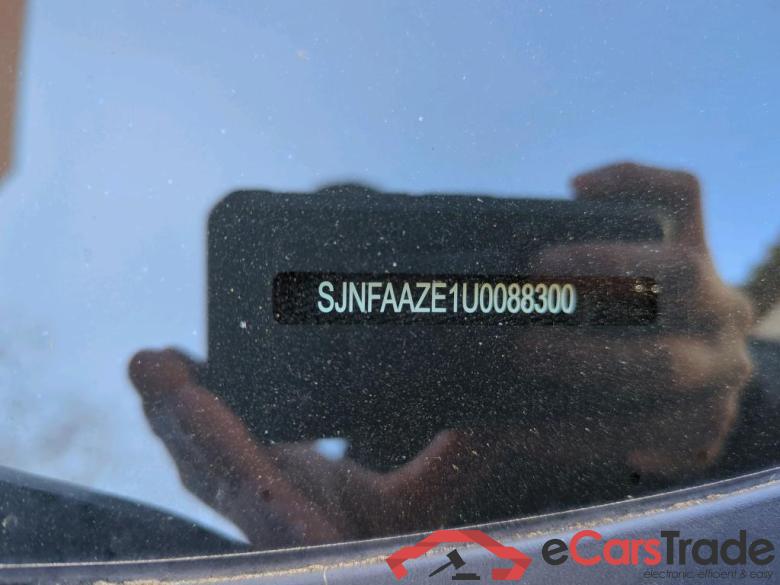 SJNFAAZE1U0088300
eCarsTrade
electronic, efficient & easy